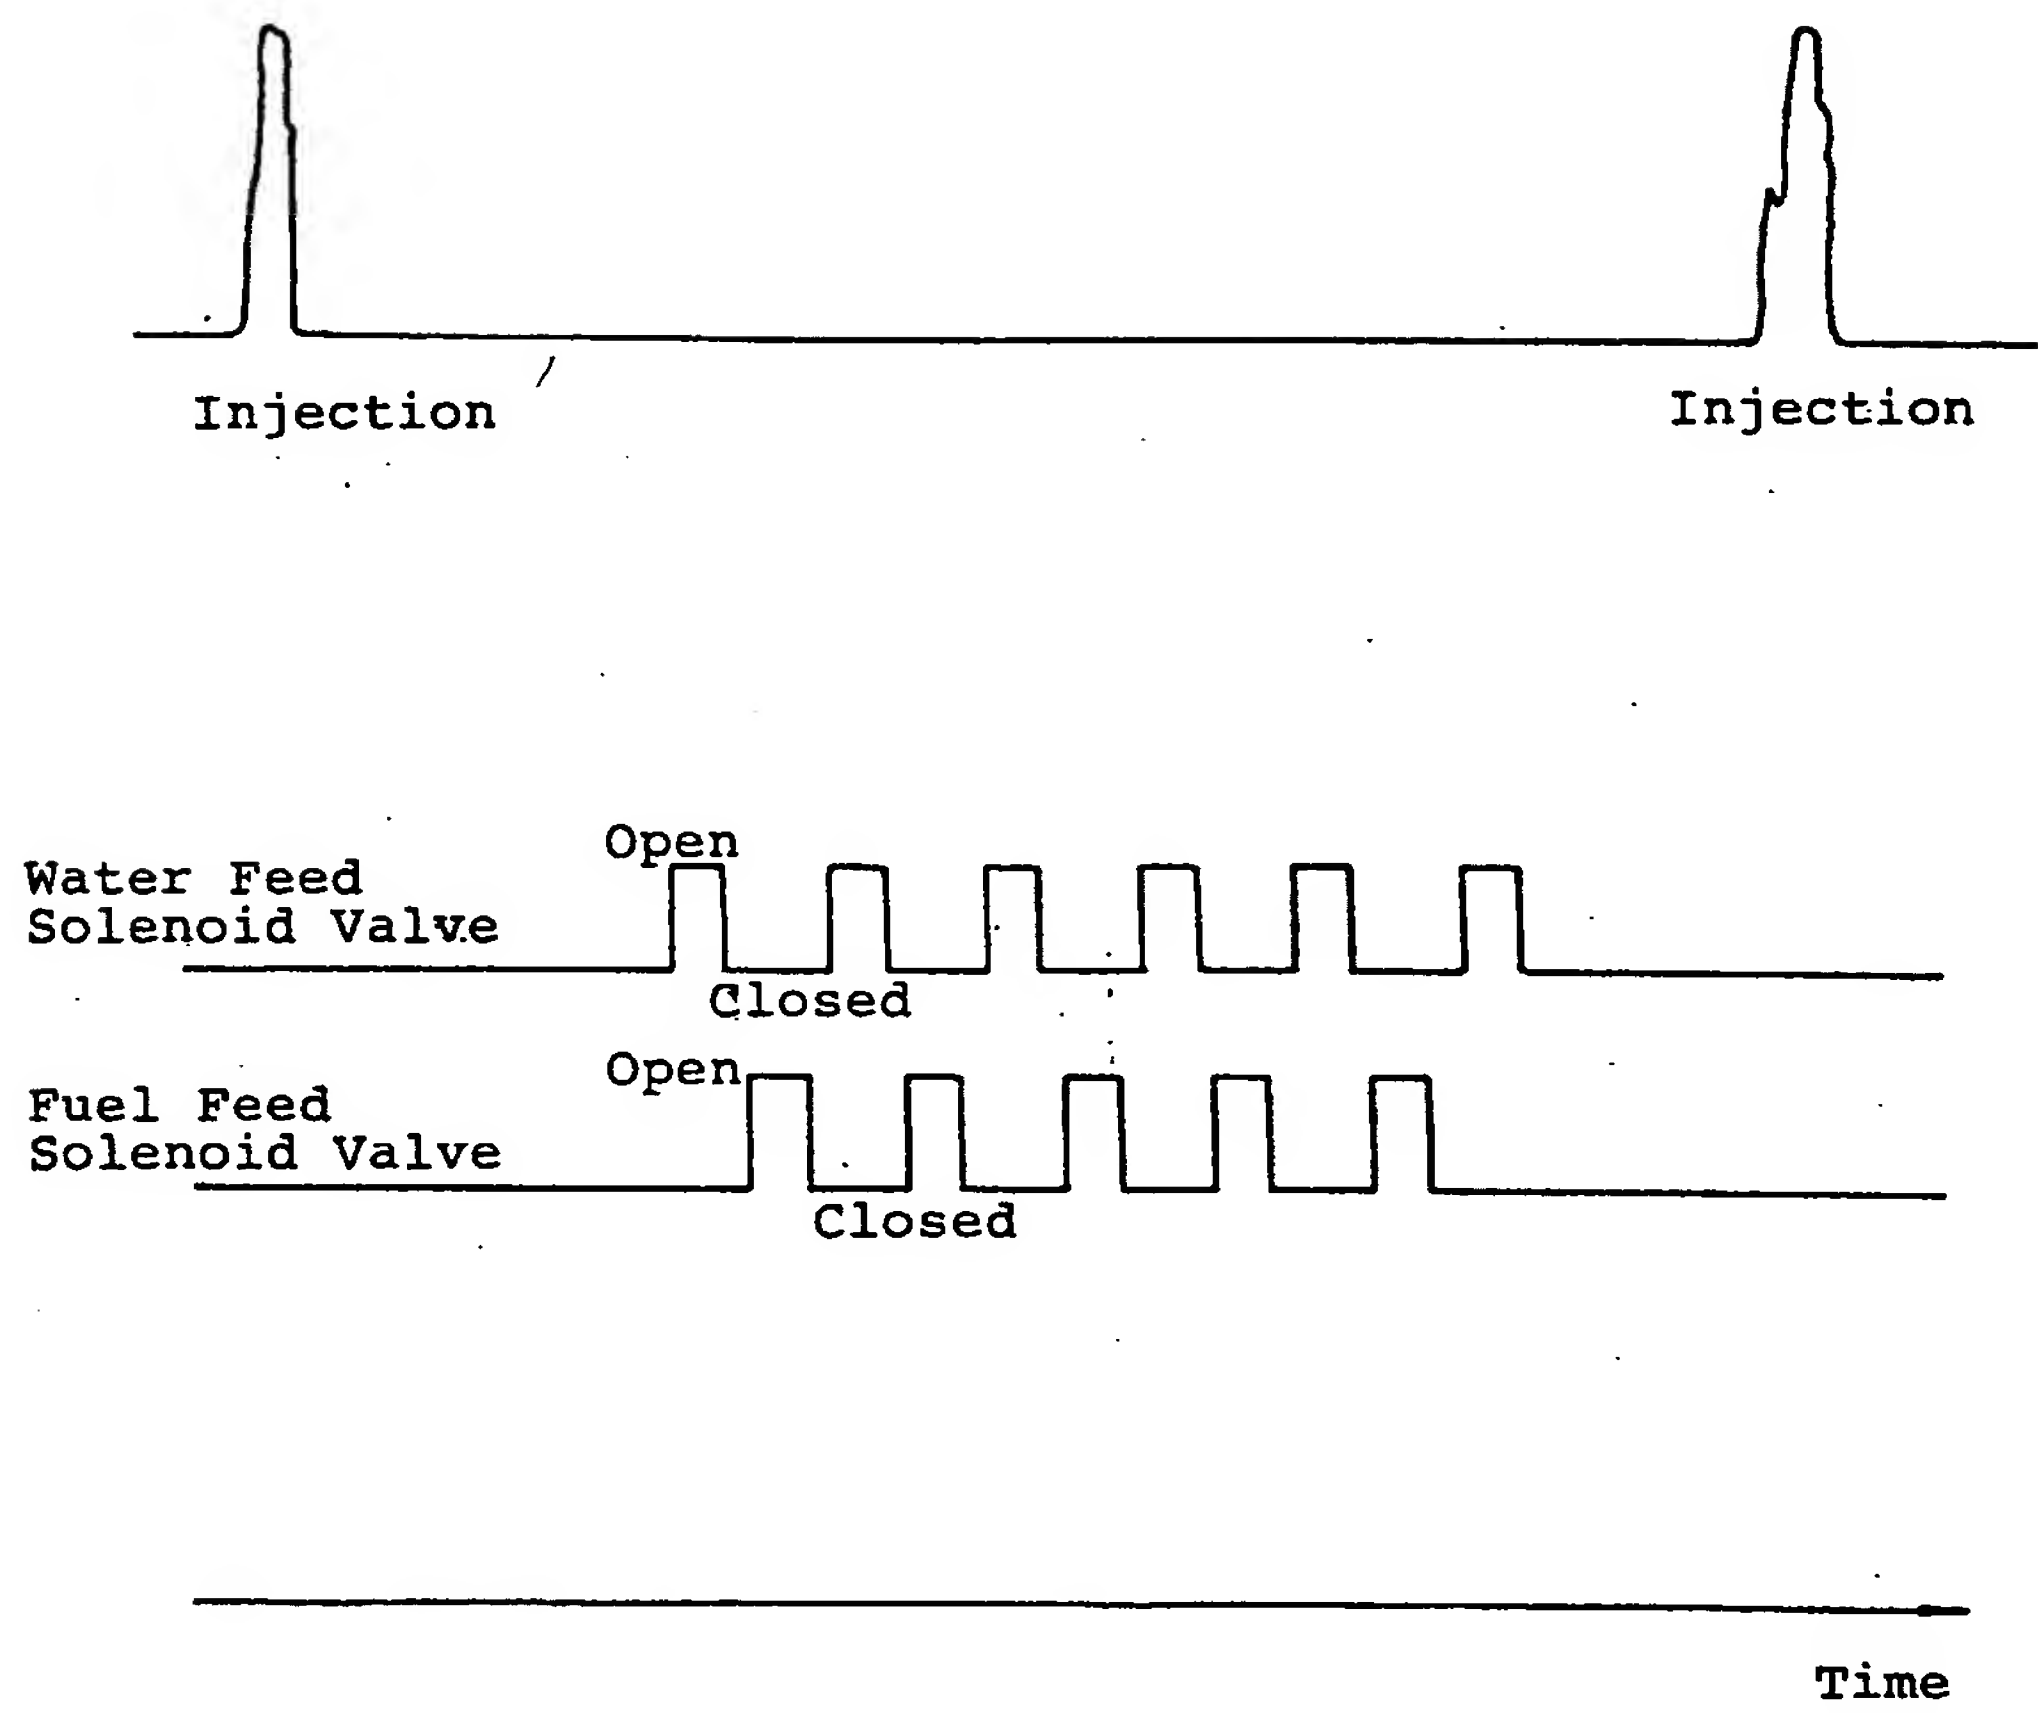 Injection
Injection
Open
Water Feed
Solenoid Valve
Closed
Open
Fuel Feed
Solenoid Valve
Closed
Time